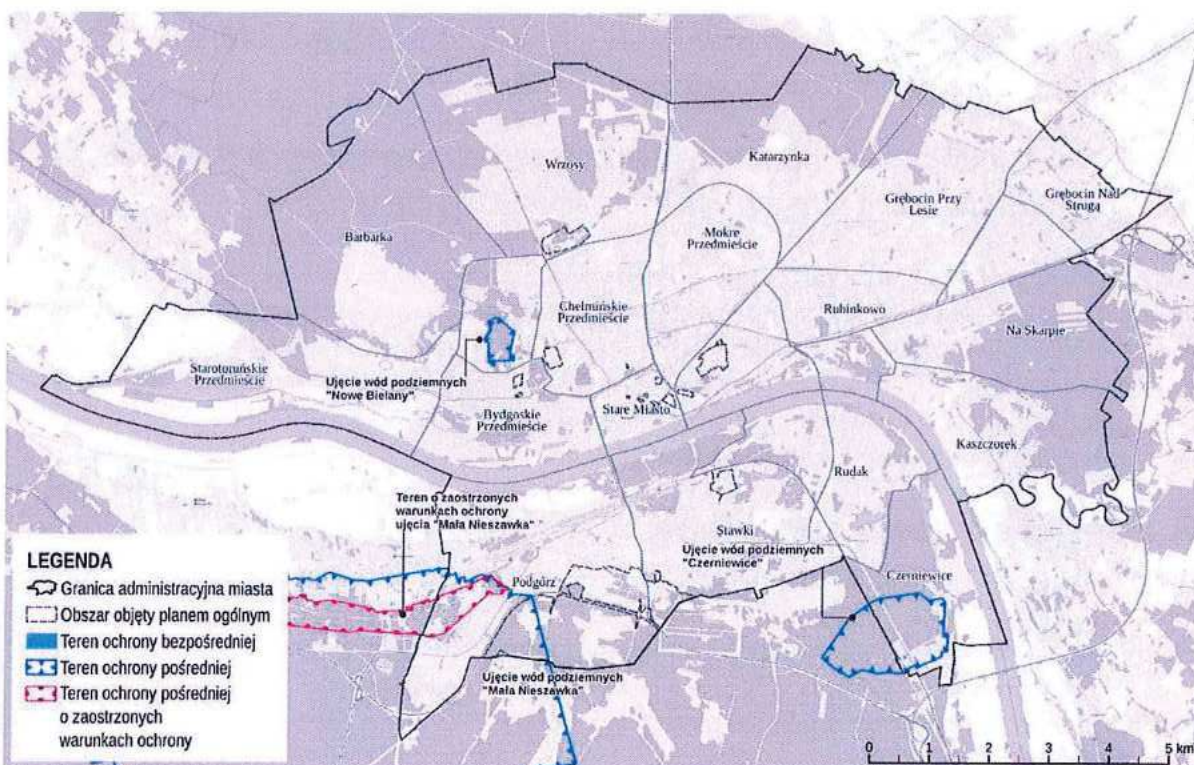 Wrzosy
Katarzynka
Grębocin Przy
Lesie
Grębocin Nad
Strugą
Barbarka
Mokre
Przedmieście
Chełmińskie
Przedmieście
Rubinkowo
Na Skarpie
Starotoruńskie
Przedmieście
Ujęcie wód podziemnych
"Nowe Bielany"
Bydgoskie
Przedmieście
Stare Miasto
Kaszczorek
Rudak
Teren o zaostrzonych
warunkach ochrony
ujęcia "Mała Nieszawka"
Stawki
Ujęcie wód podziemnych
"Czerniewice"
Podgórz
Czerniewice
Ujęcie wód podziemnych
"Mała Nieszawka"
LEGENDA
Granica administracyjna miasta
Obszar objęty planem ogólnym
Teren ochrony bezpośredniej
Teren ochrony pośredniej
Teren ochrony pośredniej
o zaostrzonych
warunkach ochrony
0 1 2 3 4 5 km